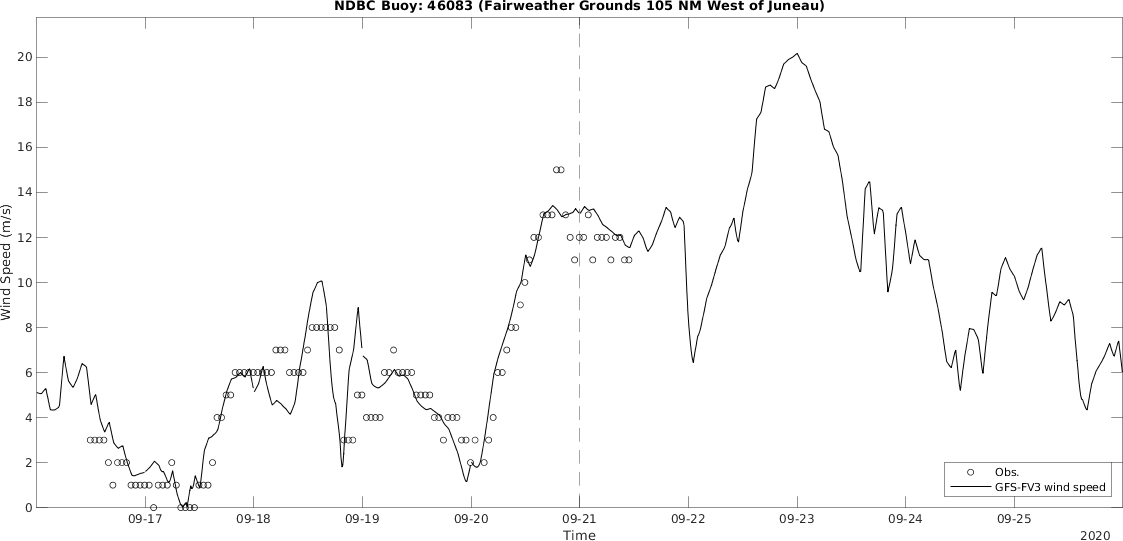 NDBC Buoy: 46083 (Fairweather Grounds 105 NM West of Juneau)
Wind Speed (m/s)
20
18
16
14
12
10
8
6
4
2
0
Obs.
GFS-FV3 wind speed
09-17 09-18 09-19 09-20 09-21 09-22 09-23 09-24 09-25
Time
2020